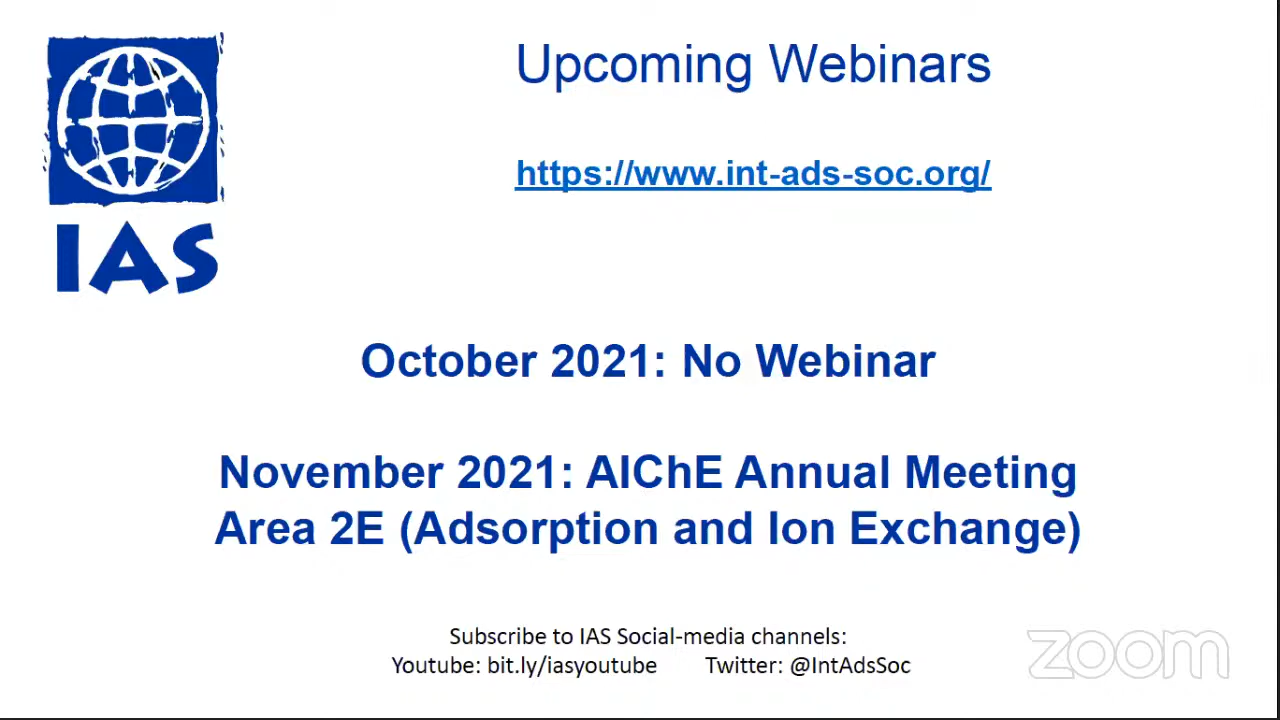 IAS
Upcoming Webinars
https://www.int-ads-soc.org/
October 2021: No Webinar
November 2021: AIChE Annual Meeting
Area 2E (Adsorption and Ion Exchange)
Subscribe to IAS Social-media channels:
Youtube: bit.ly/iasyoutube Twitter: @IntAdsSoc
zoom